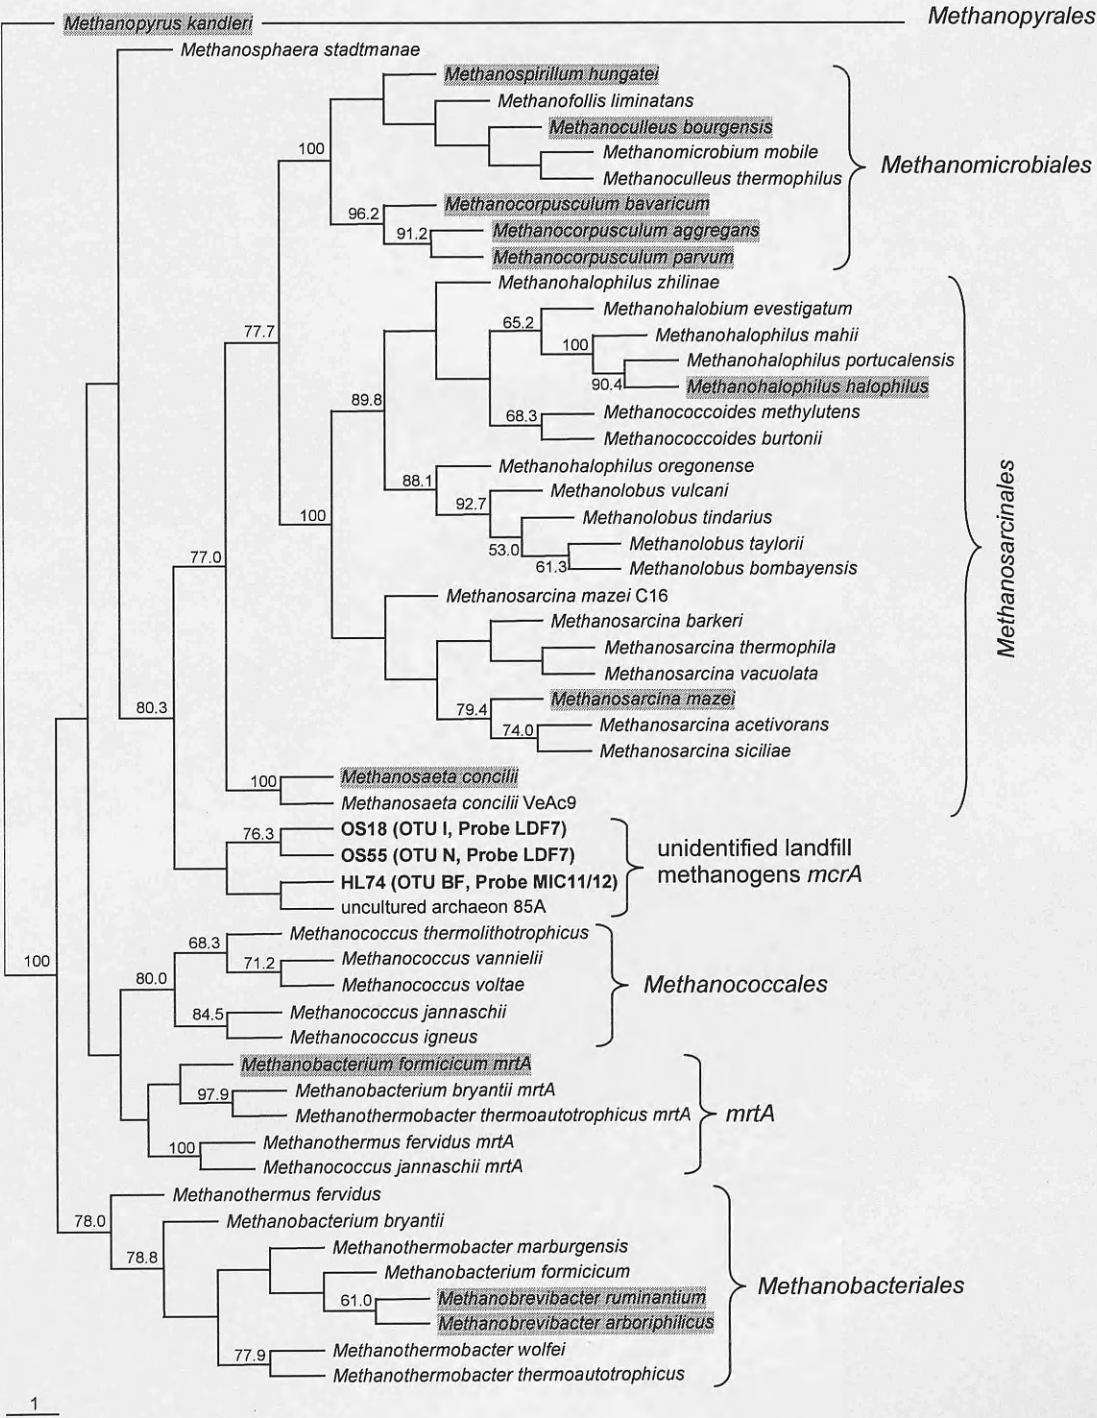 Methanopyrus kandleri
Methanopyrales
Methanosphaera stadtmanae
Methanospirillum hungatei
Methanofollis liminatans
Methanoculleus bourgensis
Methanomicrobium mobile
100
Methanomicrobiales
Methanoculleus thermophilus
Methanocorpusculum bavaricum
96.2
Methanocorpusculum aggregans
91.2
Methanocorpusculum parvum
Methanohalophilus zhilinae
Methanohalobium evestigatum
65.2
77.7
Methanohalophilus mahii
100
Methanohalophilus portucalensis
90.4
Methanohalophilus halophilus
89.8
Methanococcoides methylutens
68.3
Methanococcoides burtonii
Methanohalophilus oregonense
88.1
Methanolobus vulcani
92.7
Methanolobus tindarius
100
53.0
Methanolobus taylorii
61.3
Methanolobus bombayensis
77.0
Methanosarcinales
Methanosarcina mazei C16
Methanosarcina barkeri
Methanosarcina thermophila
Methanosarcina vacuolata
Methanosarcina mazei
79.4
80.3
Methanosarcina acetivorans
74.0
Methanosarcina siciliae
Methanosaeta concilii
100
Methanosaeta concilii VeAc9
OS18 (OTU I, Probe LDF7)
76.3
OS55 (OTU N, Probe LDF7)
unidentified landfill
methanogens mcrA
HL74 (OTU BF, Probe MIC11/12)
uncultured archaeon 85A
Methanococcus thermolithotrophicus
68.3
Methanococcus vannielii
71.2
100
80.0
Methanococcus voltae
Methanococcales
Methanococcus jannaschii
84.5
Methanococcus igneus
Methanobacterium formicicum mrtA
Methanobacterium bryantii mrtA
97.9
Methanothermobacter thermoautotrophicus mrtA
mrtA
Methanothermus fervidus mrtA
100
Methanococcus jannaschii mrtA
Methanothermus fervidus
78.0
Methanobacterium bryantii
Methanothermobacter marburgensis
78.8
Methanobacterium formicicum
Methanobacteriales
Methanobrevibacter ruminantium
61.0
Methanobrevibacter arboriphilicus
Methanothermobacter wolfei
77.9
Methanothermobacter thermoautotrophicus
1